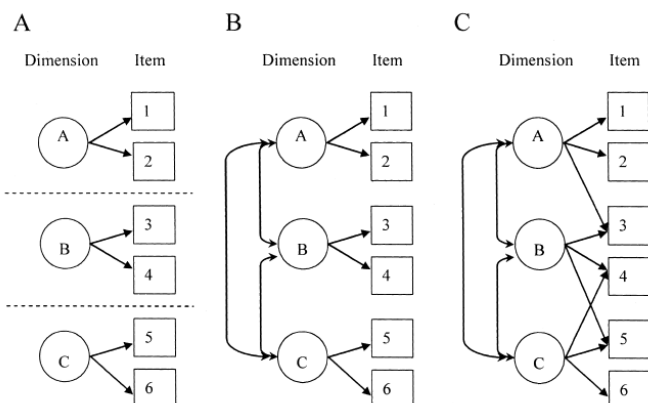 A B C
Dimension Item Dimension Item Dimension Item
1 1 1
A A A
2 2 2
3 3 3
B B B
4 4 4
5 5 5
C C C
6 6 6